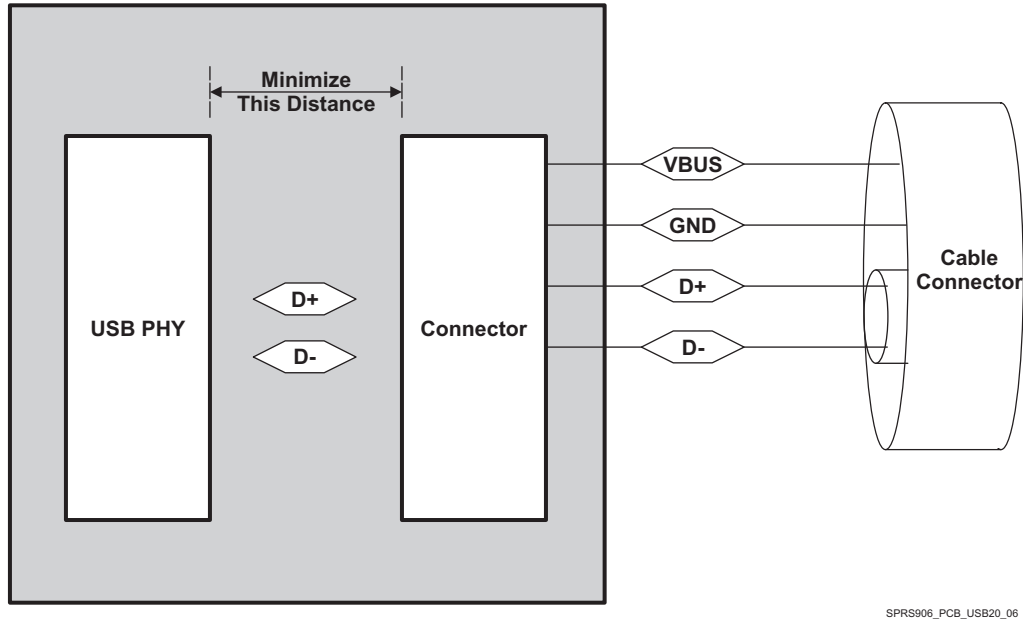 Minimize
This Distance
USB PHY
D+
D-
Connector
VBUS
GND
D+
D-
Cable
Connector
SPRS906_PCB_USB20_06